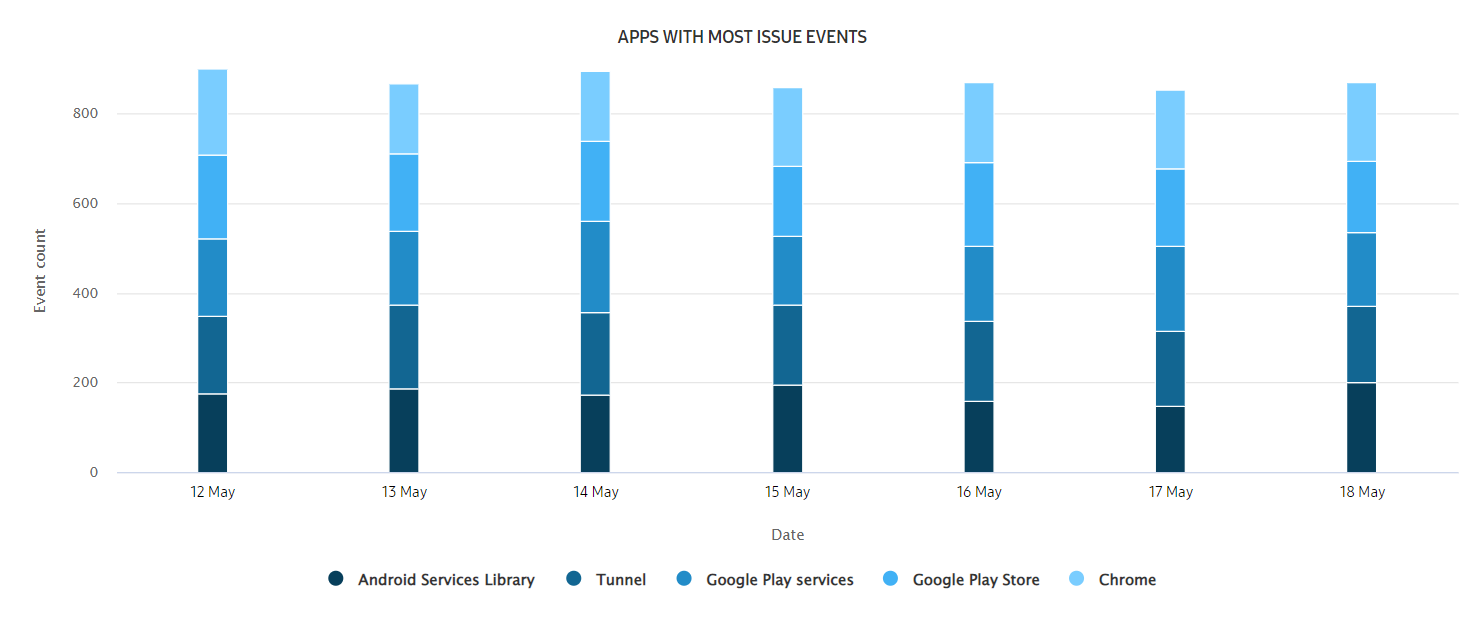 APPS WITH MOST ISSUE EVENTS
800
600
400
200
0
Event count
12 May 13 May 14 May 15 May 16 May 17 May 18 May
Date
Android Services Library Tunnel Google Play services Google Play Store Chrome